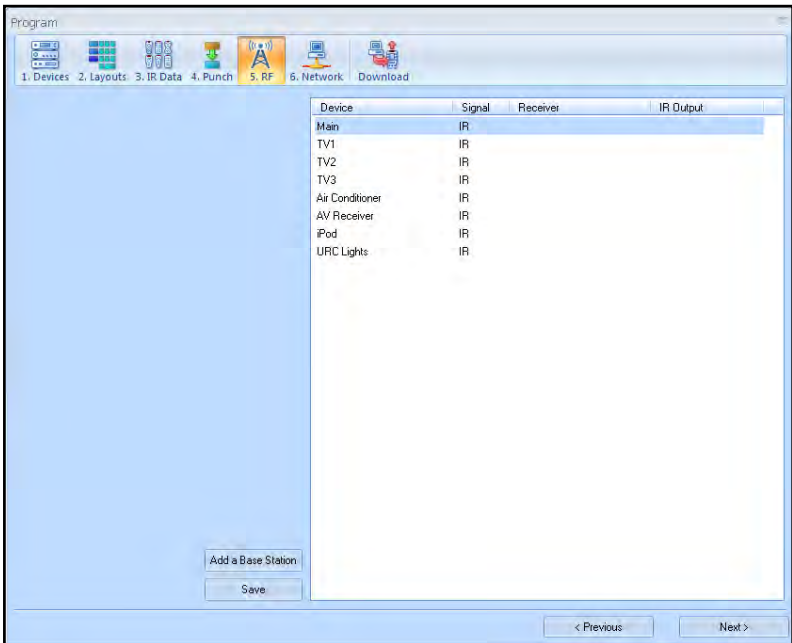 Program
1. Devices 2. Layouts 3. IR Data 4. Punch 5. RF 6. Network Download
Device Signal Receiver IR Output
Main IR
TV1 IR
TV2 IR
TV3 IR
Air Conditioner IR
AV Receiver IR
iPod IR
URC Lights IR
Add a Base Station
Save
< Previous Next >